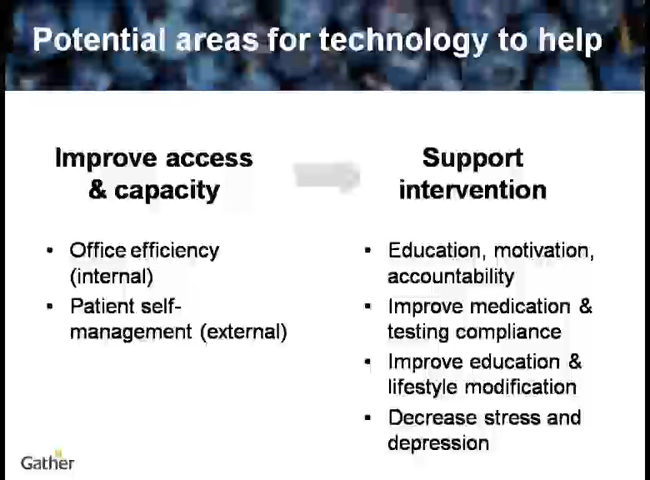 Potential areas for technology to help
Improve access
& capacity
• Office efficiency
(internal)
• Patient self-
management (external)
Support
intervention
• Education, motivation,
accountability
• Improve medication &
testing compliance
• Improve education &
lifestyle modification
• Decrease stress and
depression
Gather